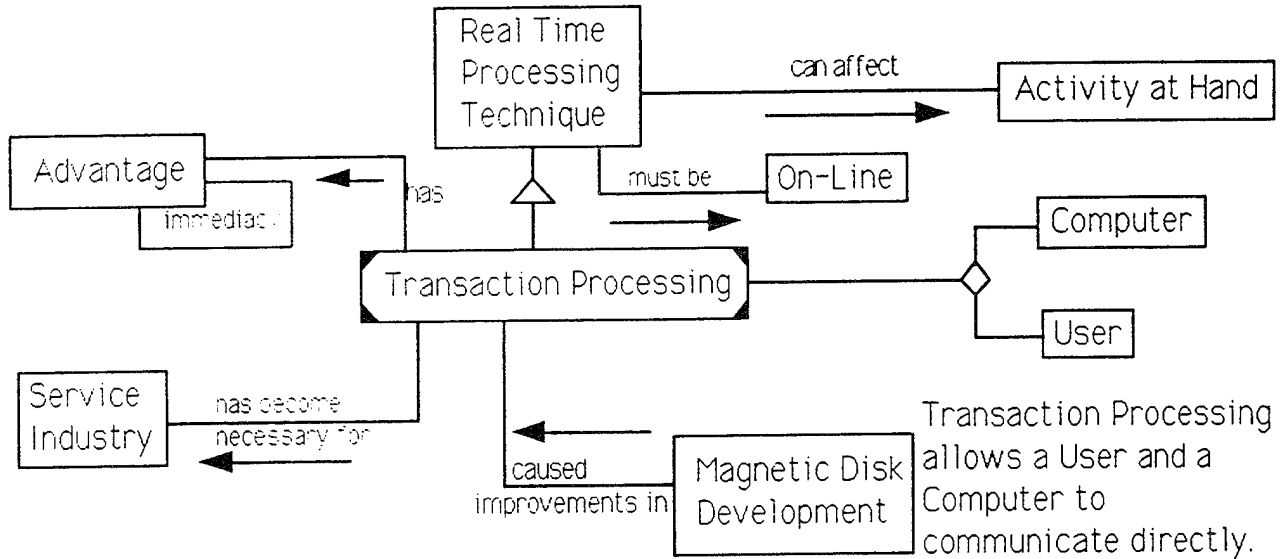 Real Time
Processing
Technique
can affect
Activity at Hand
Advantage
has
must be
On-Line
Computer
Transaction Processing
User
Service
Industry
has become
necessary for
caused
improvements in
Magnetic Disk
Development
Transaction Processing
allows a User and a
Computer to
communicate directly.